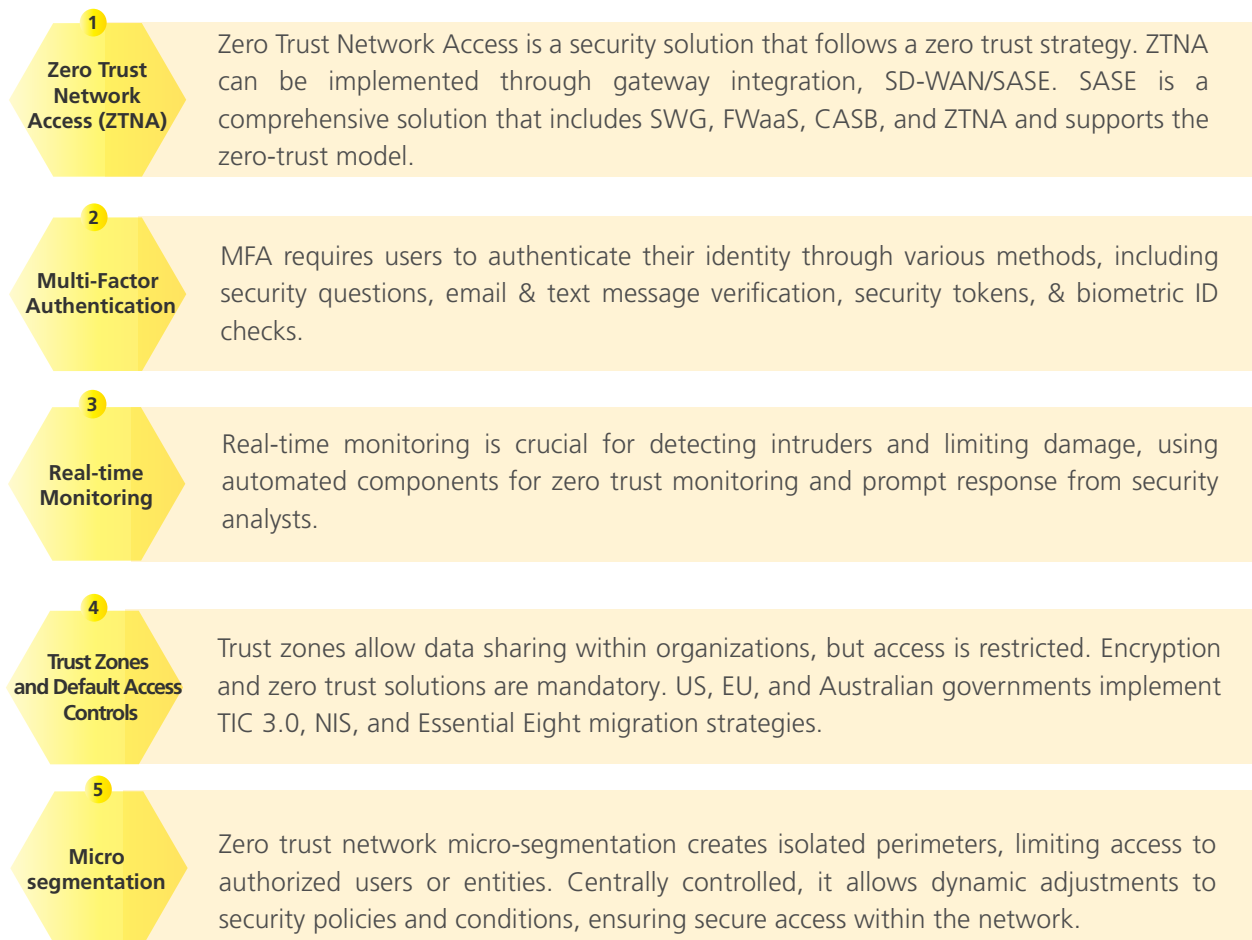 1
Zero Trust
Network
Access (ZTNA)
Zero Trust Network Access is a security solution that follows a zero trust strategy. ZTNA
can be implemented through gateway integration, SD-WAN/SASE. SASE is a
comprehensive solution that includes SWG, FWaaS, CASB, and ZTNA and supports the
zero-trust model.
2
Multi-Factor
Authentication
MFA requires users to authenticate their identity through various methods, including
security questions, email & text message verification, security tokens, & biometric ID
checks.
3
Real-time
Monitoring
Real-time monitoring is crucial for detecting intruders and limiting damage, using
automated components for zero trust monitoring and prompt response from security
analysts.
4
Trust Zones
and Default Access
Controls
Trust zones allow data sharing within organizations, but access is restricted. Encryption
and zero trust solutions are mandatory. US, EU, and Australian governments implement
TIC 3.0, NIS, and Essential Eight migration strategies.
5
Micro
segmentation
Zero trust network micro-segmentation creates isolated perimeters, limiting access to
authorized users or entities. Centrally controlled, it allows dynamic adjustments to
security policies and conditions, ensuring secure access within the network.